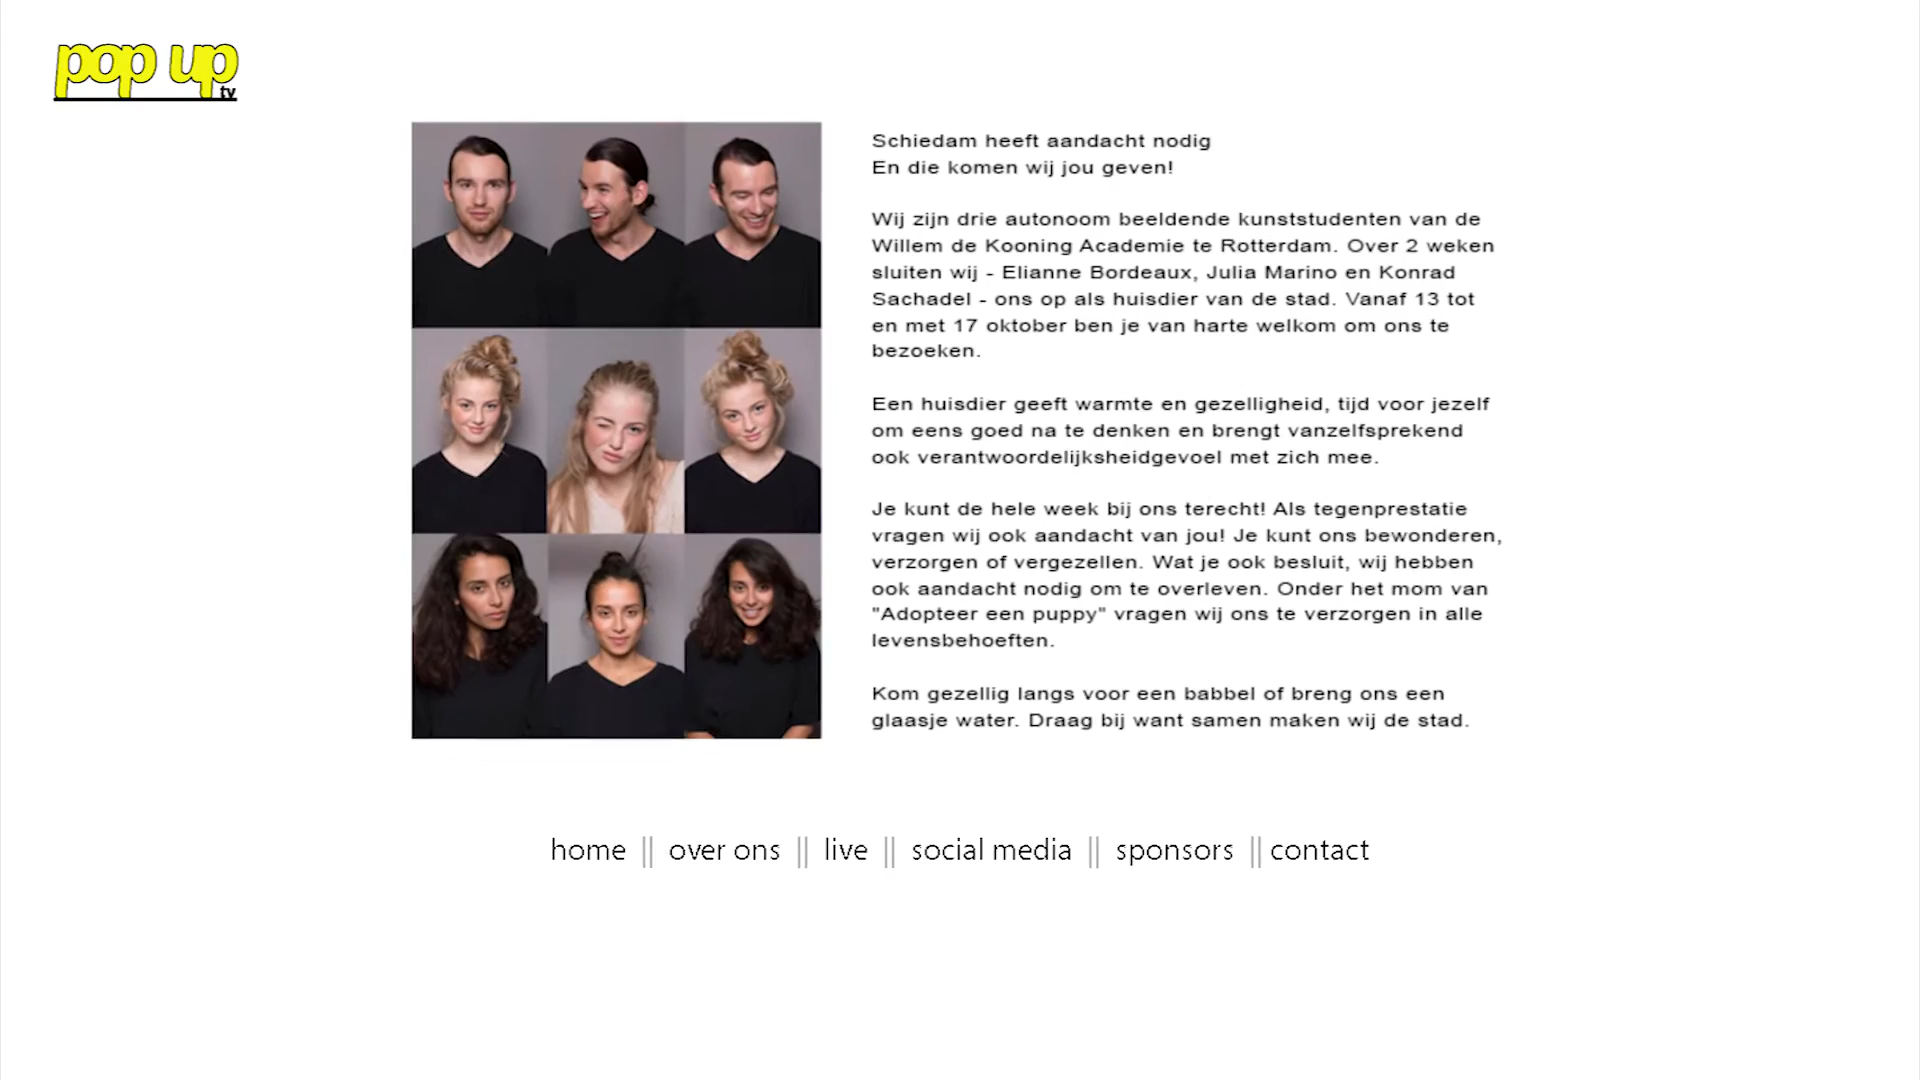 pop up
tv
Schiedam heeft aandacht nodig
En die komen wij jou geven!
Wij zijn drie autonoom beeldende kunststudenten van de
Willem de Kooning Academie te Rotterdam. Over 2 weken
sluiten wij - Elianne Bordeaux, Julia Marino en Konrad
Sachadel - ons op als huisdier van de stad. Vanaf 13 tot
en met 17 oktober ben je van harte welkom om ons te
bezoeken.
Een huisdier geeft warmte en gezelligheid, tijd voor jezelf
om eens goed na te denken en brengt vanzelfsprekend
ook verantwoordelijksheidgevoel met zich mee.
Je kunt de hele week bij ons terecht! Als tegenprestatie
vragen wij ook aandacht van jou! Je kunt ons bewonderen,
verzorgen of vergezellen. Wat je ook besluit, wij hebben
ook aandacht nodig om te overleven. Onder het mom van
"Adopteer een puppy" vragen wij ons te verzorgen in alle
levensbehoeften.
Kom gezellig langs voor een babbel of breng ons een
glaasje water. Draag bij want samen maken wij de stad.
home || over ons || live || social media || sponsors || contact